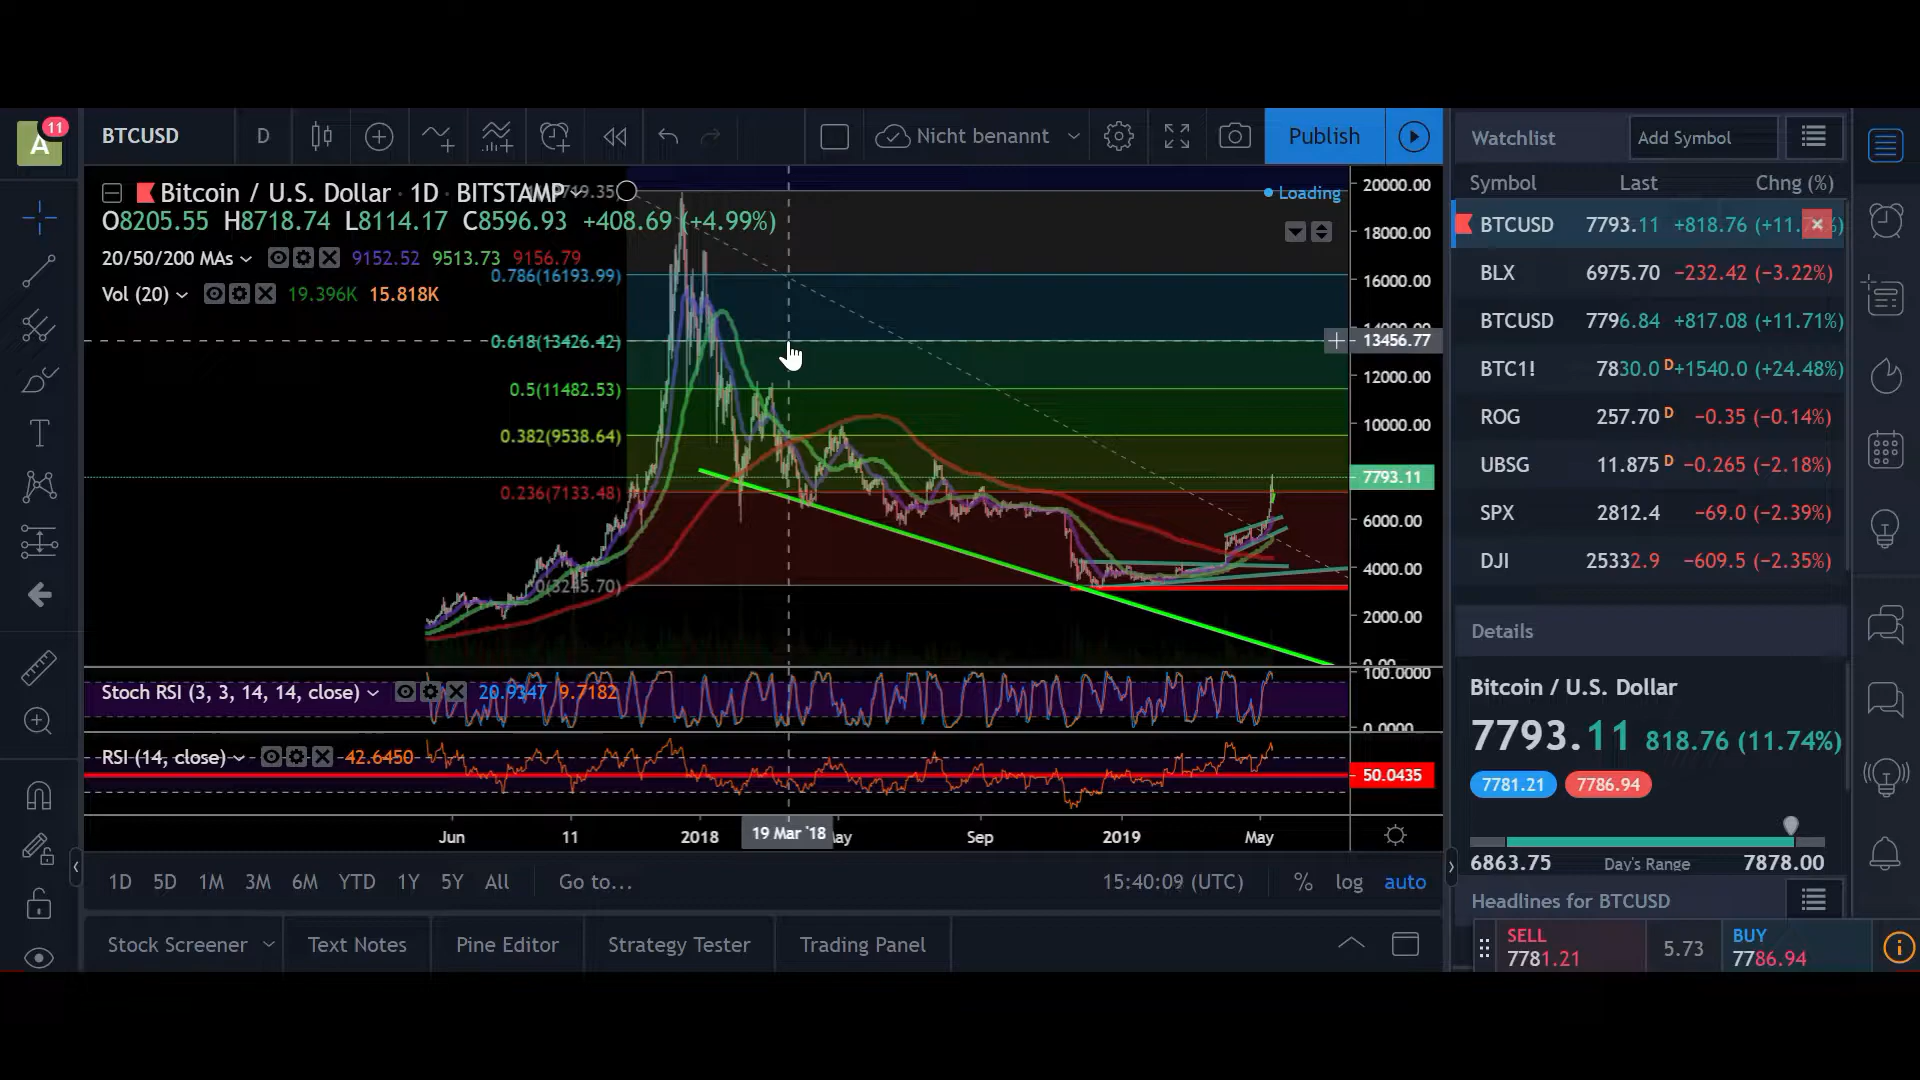 A
11
BTCUSD
D
Nicht benannt
Publish
Bitcoin / U.S. Dollar · 1D · BITSTAMP
Loading
O8205.55 H8718.74 L8114.17 C8596.93 +408.69 (+4.99%)
20/50/200 MAs 9152.52 9513.73 9156.79
Vol (20) 19.396K 15.818K
0.786(16193.99)
0.618(13426.42)
0.5(11482.53)
0.382(9538.64)
0.236(7133.48)
0(3245.70)
20000.00
18000.00
16000.00
14000.00
13456.77
12000.00
10000.00
7793.11
6000.00
4000.00
2000.00
0.00
Stoch RSI (3, 3, 14, 14, close) 20.9347 9.7182
100.0000
0.0000
RSI (14, close) 42.6450
50.0435
Jun 11 2018 19 Mar '18 Sep 2019 May
1D 5D 1M 3M 6M YTD 1Y 5Y All Go to... 15:40:09 (UTC) % log auto
Stock Screener Text Notes Pine Editor Strategy Tester Trading Panel
Watchlist Add Symbol
Symbol Last Chng (%)
BTCUSD 7793.11 +818.76
BLX 6975.70 −232.42 (−3.22%)
BTCUSD 7796.84 +817.08 (+11.71%)
BTC1! 7830.0 D +1540.0 (+24.48%)
ROG 257.70 D −0.35 (−0.14%)
UBSG 11.875 D −0.265 (−2.18%)
SPX 2812.4 −69.0 (−2.39%)
DJI 25332.9 −609.5 (−2.35%)
Details
Bitcoin / U.S. Dollar
7793.11 818.76 (11.74%)
7781.21 7786.94
6863.75 Day's Range 7878.00
Headlines for BTCUSD
SELL
7781.21
5.73
BUY
7786.94